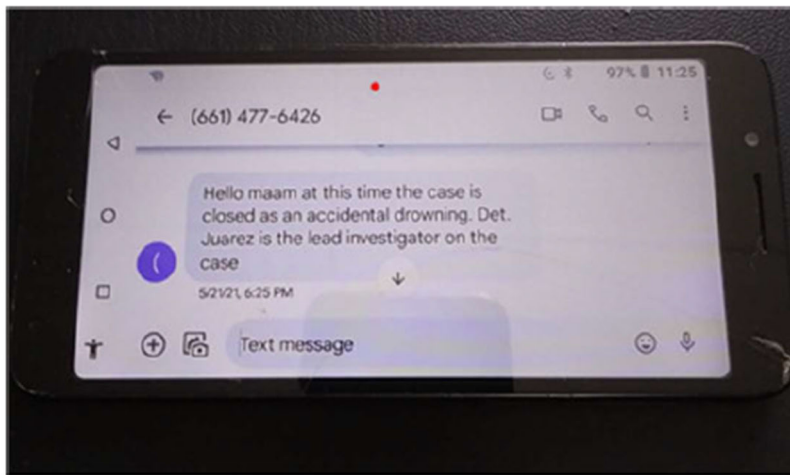 97% 11:25
(661) 477-6426
Hello maam at this time the case is
closed as an accidental drowning. Det.
Juarez is the lead investigator on the
case
5/21/21, 6:25 PM
Text message